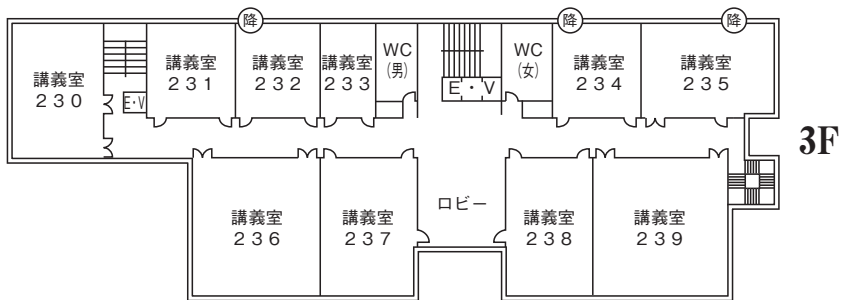 降
降
降
講義室
230
E・V
講義室
231
講義室
232
講義室
233
WC
(男)
E・V
WC
(女)
講義室
234
講義室
235
3F
講義室
236
講義室
237
ロビー
講義室
238
講義室
239